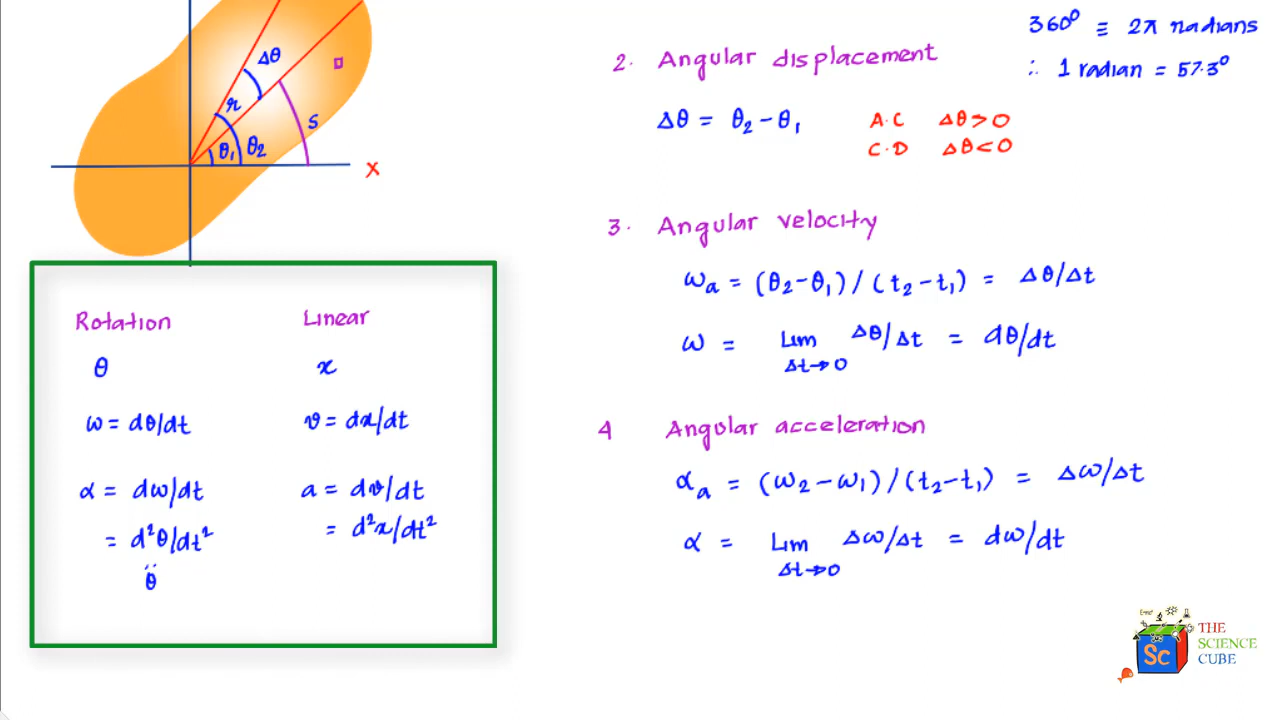 Δθ
r
S
θ₁ θ₂
X
360° ≡ 2π radians
∴ 1 radian = 57.3°
2. Angular displacement
Δθ = θ₂ - θ₁
A.C Δθ > 0
C.D Δθ < 0
3. Angular velocity
ωₐ = (θ₂ - θ₁) / (t₂ - t₁) = Δθ/Δt
ω = Lim Δθ/Δt = dθ/dt
Δt→0
4 Angular acceleration
αₐ = (ω₂ - ω₁) / (t₂ - t₁) = Δω/Δt
α = Lim Δω/Δt = dω/dt
Δt→0
Rotation Linear
θ x
ω = dθ/dt v = dx/dt
α = dω/dt a = dv/dt
= d²θ/dt² = d²x/dt²
θ̈
Sc
THE
SCIENCE
CUBE